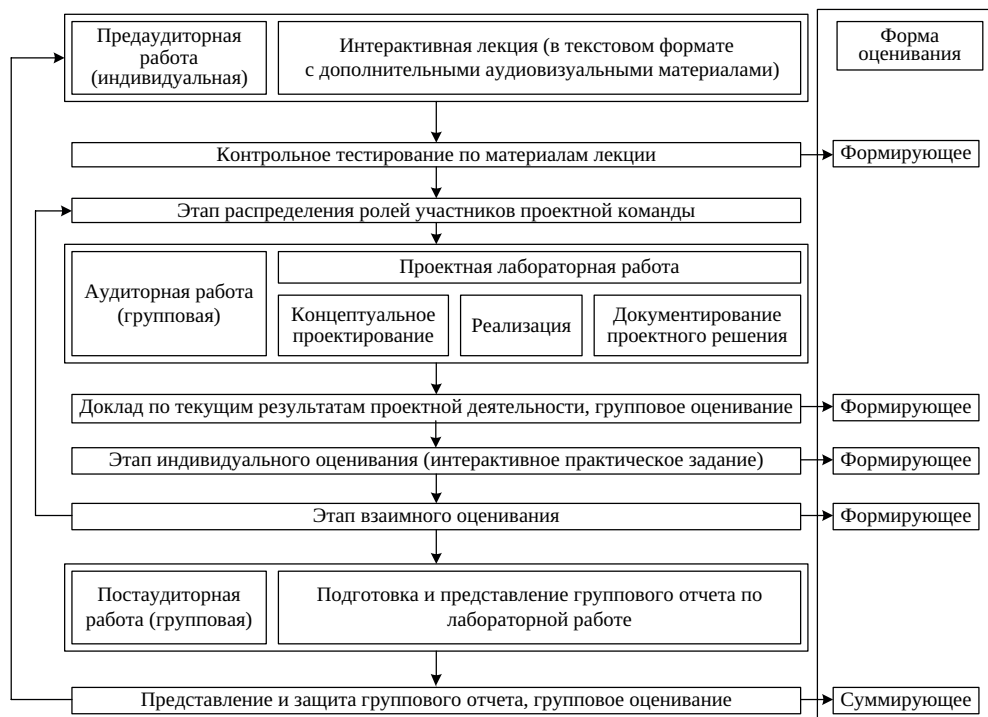 Предаудиторная
работа
(индивидуальная)
Интерактивная лекция (в текстовом формате
с дополнительными аудиовизуальными материалами)
Форма
оценивания
Контрольное тестирование по материалам лекции
Формирующее
Этап распределения ролей участников проектной команды
Аудиторная работа
(групповая)
Проектная лабораторная работа
Концептуальное
проектирование
Реализация
Документирование
проектного решения
Доклад по текущим результатам проектной деятельности, групповое оценивание
Формирующее
Этап индивидуального оценивания (интерактивное практическое задание)
Формирующее
Этап взаимного оценивания
Формирующее
Постаудиторная
работа (групповая)
Подготовка и представление группового отчета по
лабораторной работе
Представление и защита группового отчета, групповое оценивание
Суммирующее